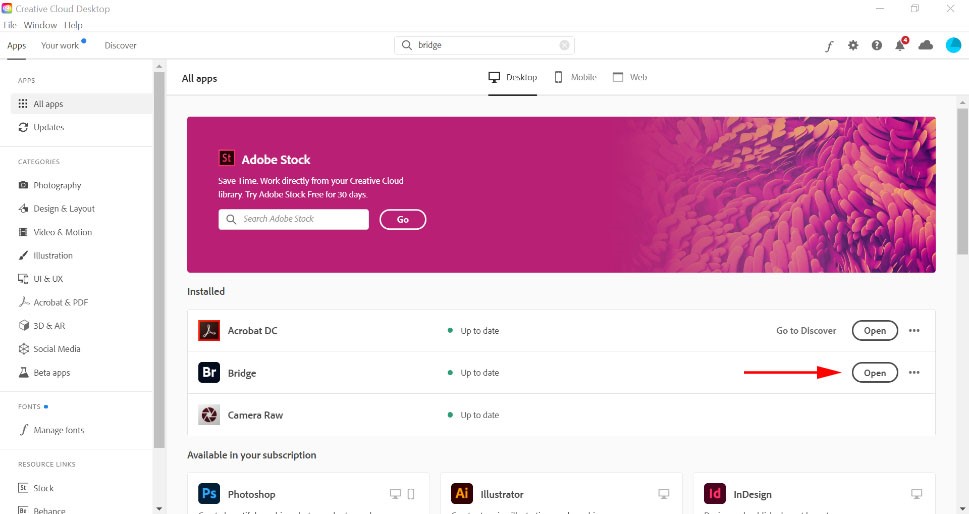 Creative Cloud Desktop
File Window Help
Apps Your work Discover
bridge
4
APPS
All apps
Updates
CATEGORIES
Photography
Design & Layout
Video & Motion
Illustration
UI & UX
Acrobat & PDF
3D & AR
Social Media
Beta apps
FONTS
Manage fonts
RESOURCE LINKS
St Stock
Bē Behance
All apps
Desktop Mobile Web
St Adobe Stock
Save Time. Work directly from your Creative Cloud
library. Try Adobe Stock Free for 30 days.
Search Adobe Stock Go
Installed
Acrobat DC Up to date Go to Discover Open
Br Bridge Up to date Open
Camera Raw Up to date
Available in your subscription
Ps Photoshop
Ai Illustrator
Id InDesign